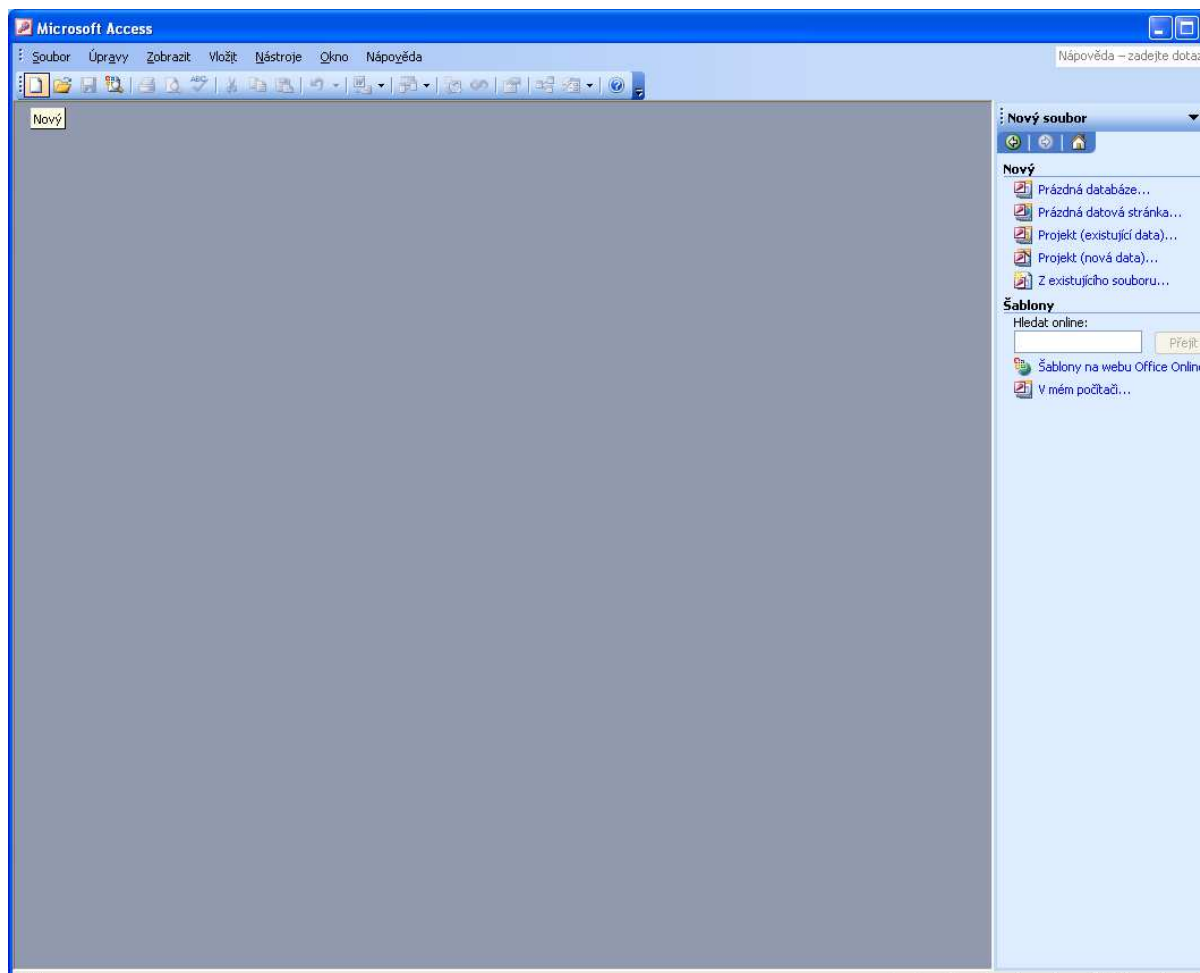 Microsoft Access
Soubor Úpravy Zobrazit Vložit Nástroje Okno Nápověda
Nápověda – zadejte dotaz
Nový
Nový soubor
Nový
Prázdná databáze...
Prázdná datová stránka...
Projekt (existující data)...
Projekt (nová data)...
Z existujícího souboru...
Šablony
Hledat online:
Přejít
Šablony na webu Office Online
V mém počítači...